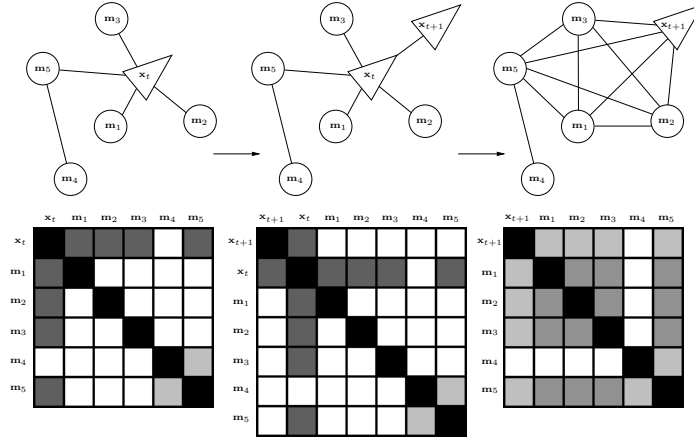 m₃
m₅
xₜ
m₁
m₂
m₄
m₃
xₜ₊₁
m₅
xₜ
m₁
m₂
m₄
m₃
xₜ₊₁
m₅
m₁
m₂
m₄
xₜ m₁ m₂ m₃ m₄ m₅
xₜ
m₁
m₂
m₃
m₄
m₅
xₜ₊₁ xₜ m₁ m₂ m₃ m₄ m₅
xₜ₊₁
xₜ
m₁
m₂
m₃
m₄
m₅
xₜ₊₁ m₁ m₂ m₃ m₄ m₅
xₜ₊₁
m₁
m₂
m₃
m₄
m₅